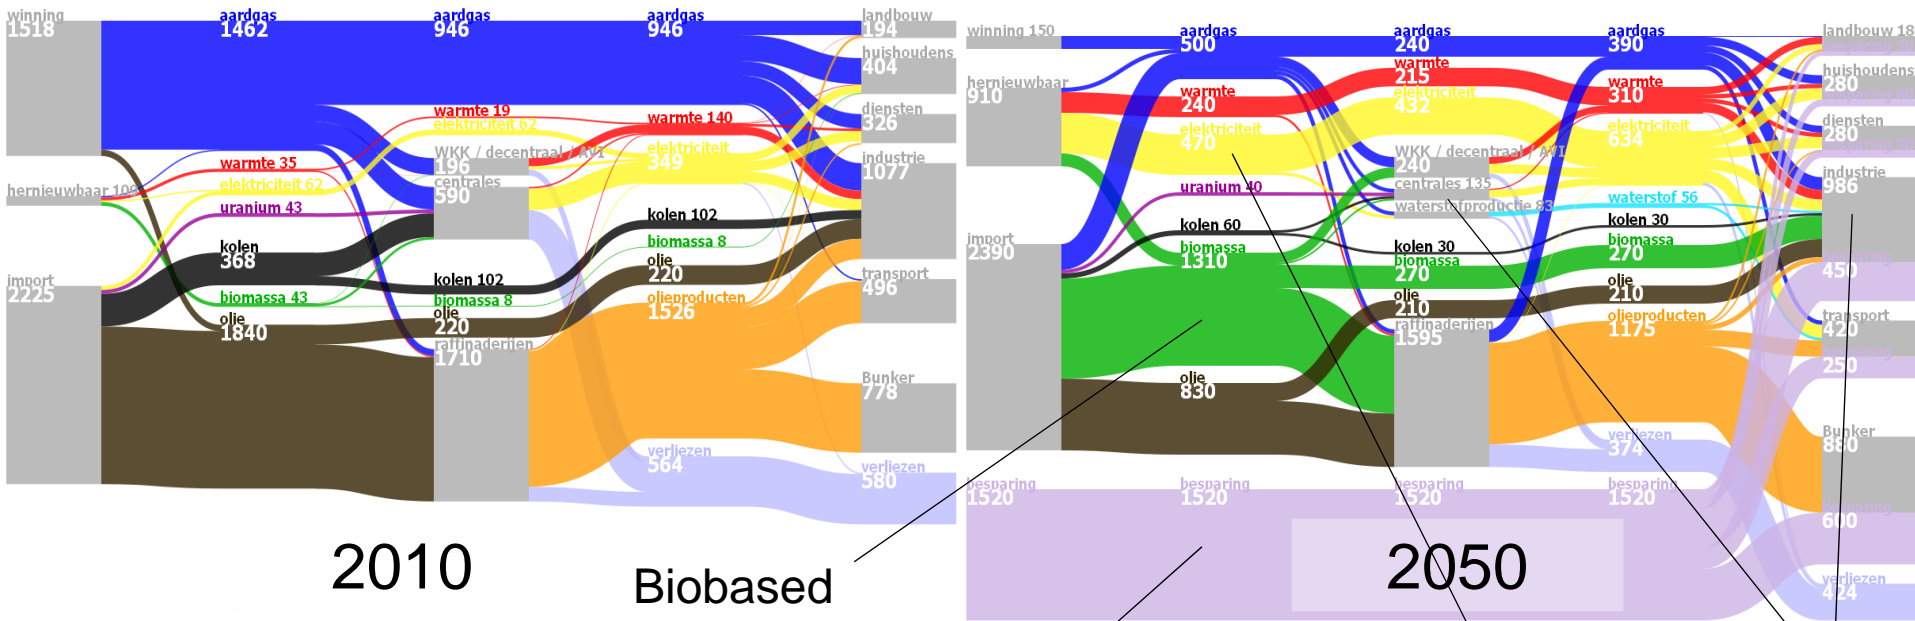 winning
1518
hernieuwbaar 109
import
2225
aardgas
1462
warmte 35
elektriciteit 62
uranium 43
kolen
368
biomassa 43
olie
1840
aardgas
946
warmte 19
elektriciteit 62
WKK / decentraal / AVI
196
centrales
590
kolen 102
biomassa 8
olie
220
raffinaderijen
1710
aardgas
946
warmte 140
elektriciteit
349
kolen 102
biomassa 8
olie
220
olieproducten
1526
verliezen
564
landbouw
194
huishoudens
404
diensten
326
industrie
1077
transport
496
Bunker
778
verliezen
580
2010
Biobased
winning 150
hernieuwbaar
910
import
2390
besparing
1520
aardgas
500
warmte
240
elektriciteit
470
uranium 40
kolen 60
biomassa
1310
olie
830
besparing
1520
aardgas
240
warmte
215
elektriciteit
432
WKK / decentraal / AVI
240
centrales 135
waterstofproductie 83
kolen 30
biomassa
270
olie
210
raffinaderijen
1595
besparing
1520
aardgas
390
warmte
310
elektriciteit
634
waterstof 56
kolen 30
biomassa
270
olie
210
olieproducten
1175
verliezen
374
besparing
1520
landbouw 18
huishoudens
280
diensten
280
industrie
986
450
transport
420
250
Bunker
880
600
verliezen
424
2050